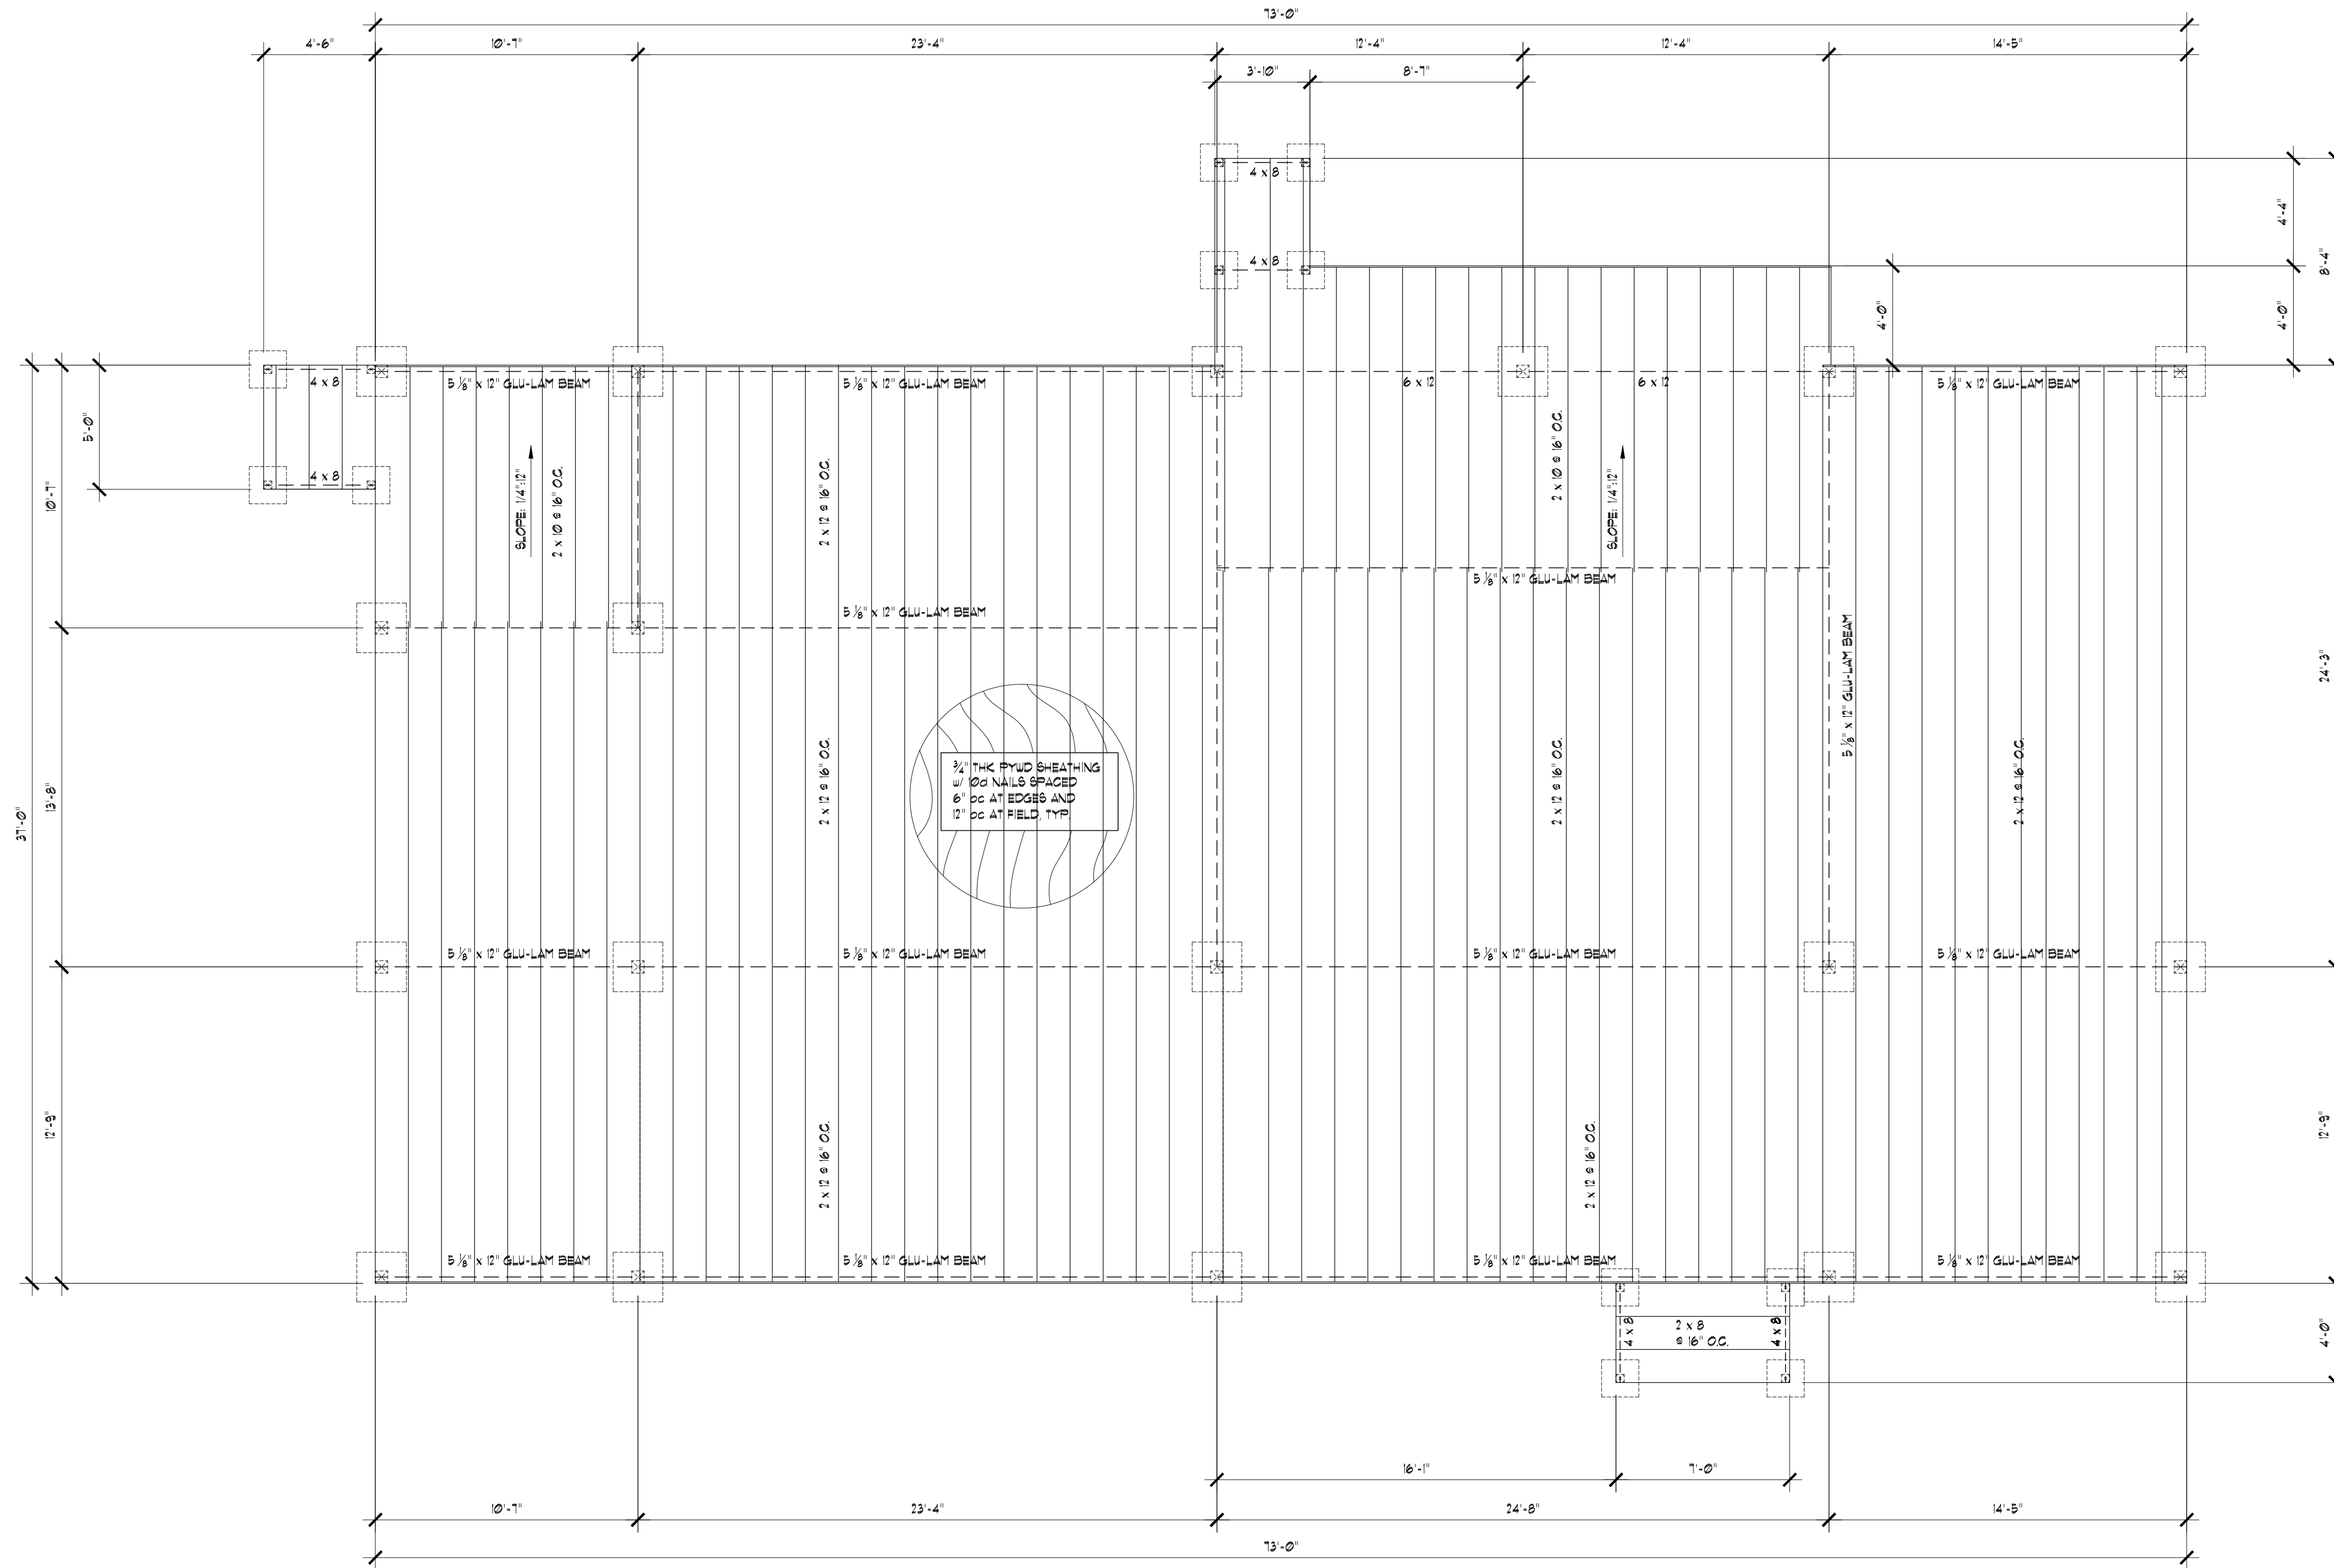 73'-0"
4'-6"
10'-7"
23'-4"
12'-4"
12'-4"
14'-5"
3'-10"
8'-7"
4 x 8
4'-4"
8'-4"
4 x 8
4'-0"
4'-0"
4 x 8
5 ⅛" x 12" GLU-LAM BEAM
5 ⅛" x 12" GLU-LAM BEAM
6 x 12
6 x 12
5 ⅛" x 12" GLU-LAM BEAM
5'-0"
4 x 8
10'-7"
SLOPE: 1/4":12"
2 x 10 @ 16" O.C.
2 x 12 @ 16" O.C.
2 x 10 @ 16" O.C.
SLOPE: 1/4":12"
5 ⅛" x 12" GLU-LAM BEAM
5 ⅛" x 12" GLU-LAM BEAM
5 ⅛" x 12" GLU-LAM BEAM
24'-3"
37'-0"
13'-8"
2 x 12 @ 16" O.C.
¾" THK PYWD SHEATHING
w/ 10d NAILS SPACED
6" oc AT EDGES AND
12" oc AT FIELD, TYP.
2 x 12 @ 16" O.C.
2 x 12 @ 16" O.C.
5 ⅛" x 12" GLU-LAM BEAM
5 ⅛" x 12" GLU-LAM BEAM
5 ⅛" x 12" GLU-LAM BEAM
5 ⅛" x 12" GLU-LAM BEAM
12'-9"
2 x 12 @ 16" O.C.
2 x 12 @ 16" O.C.
12'-9"
5 ⅛" x 12" GLU-LAM BEAM
5 ⅛" x 12" GLU-LAM BEAM
5 ⅛" x 12" GLU-LAM BEAM
5 ⅛" x 12" GLU-LAM BEAM
4 x 8
2 x 8
@ 16" O.C.
4 x 8
4'-0"
16'-1"
7'-0"
10'-7"
23'-4"
24'-8"
14'-5"
73'-0"